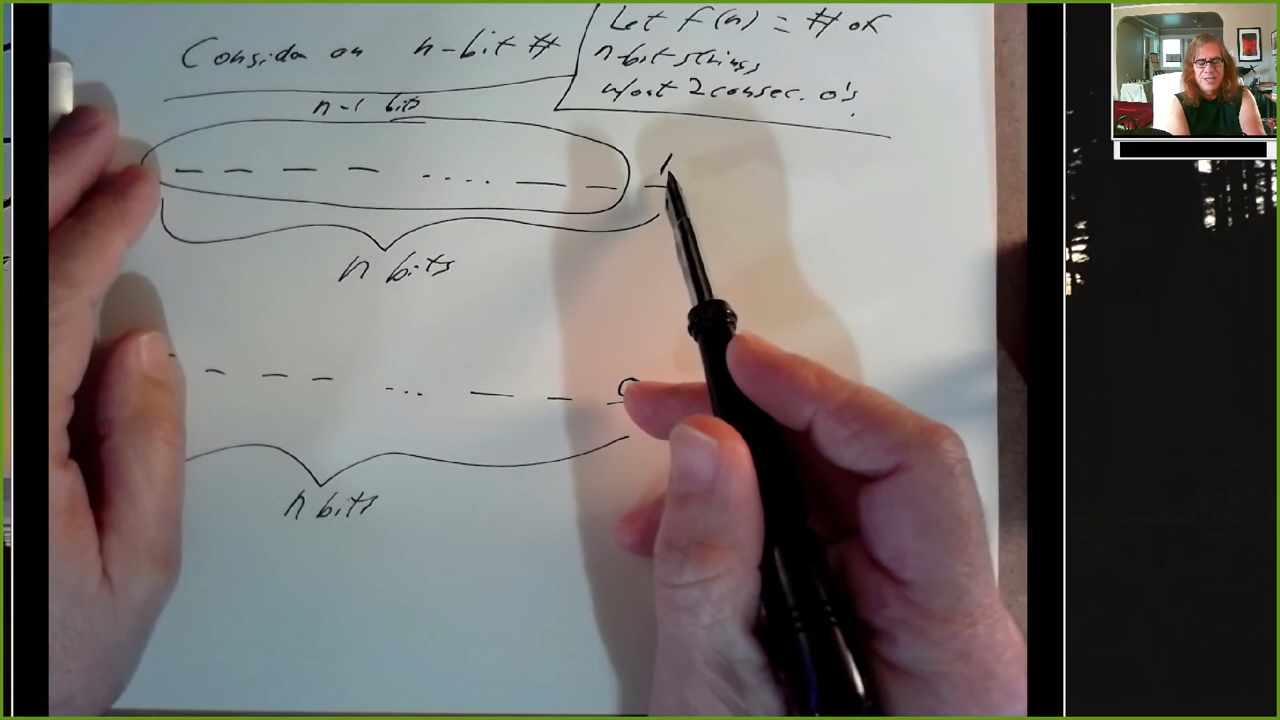 Consider an n-bit #
Let f(n) = # of
n-bit strings
w/out 2 consec. 0's.
n-1 bits
1
n bits
0
n bits